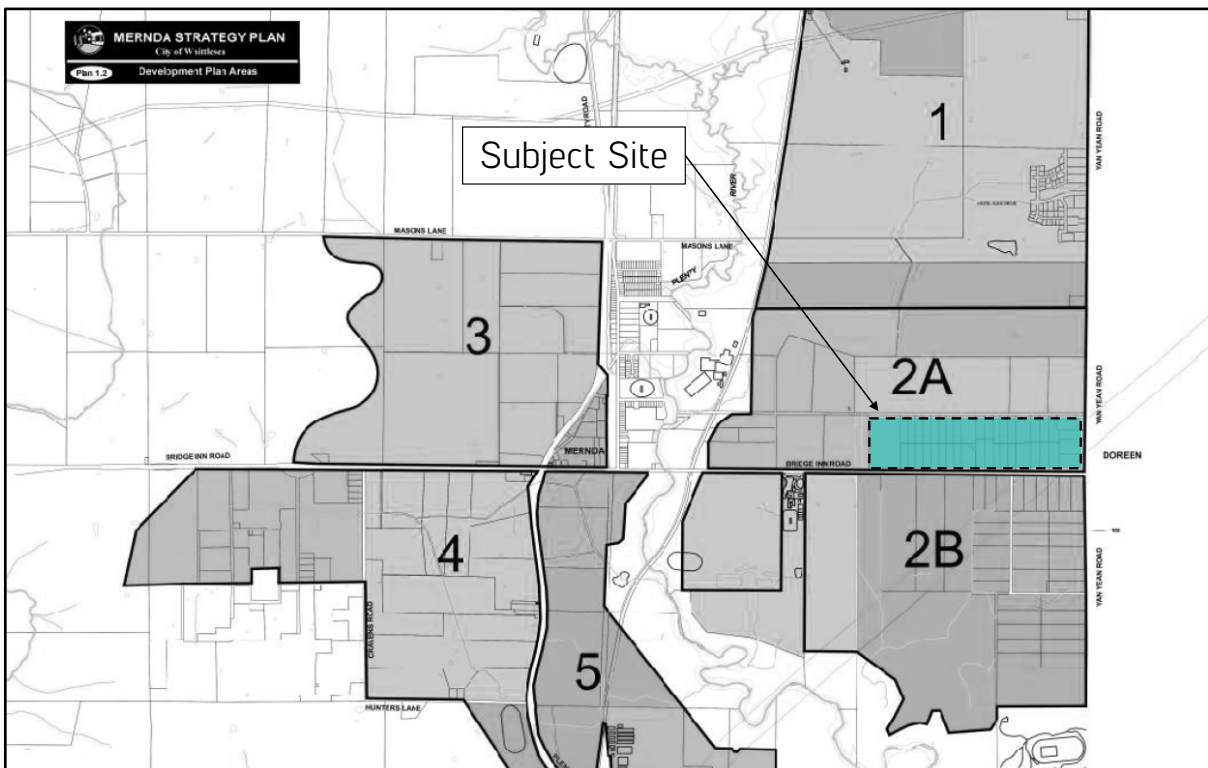 MERNDA STRATEGY PLAN
City of Whittlesea
Plan 1.2
Development Plan Areas
1
YAN YEAN ROAD
Subject Site
RIVER
MASONS LANE
MASONS LANE
PLENTY
3
2A
YAN YEAN ROAD
MERNDA
BRIDGE INN ROAD
BRIDGE INN ROAD
DOREEN
4
2B
YAN YEAN ROAD
CRAVENS ROAD
5
HUNTERS LANE